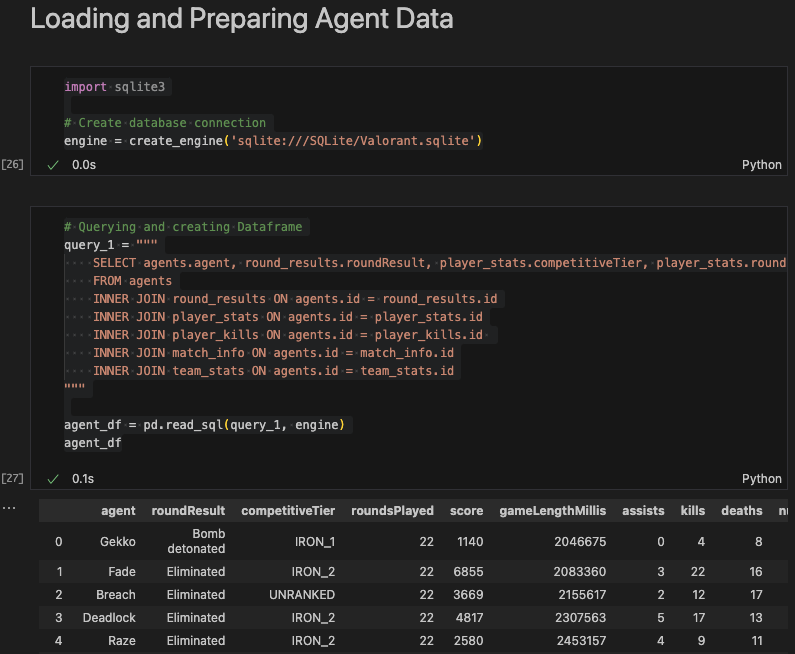 Loading and Preparing Agent Data
import sqlite3
# Create database connection
engine = create_engine('sqlite:///SQLite/Valorant.sqlite')
[26]
0.0s
Python
# Querying and creating Dataframe
query_1 = """
SELECT agents.agent, round_results.roundResult, player_stats.competitiveTier, player_stats.round
FROM agents
INNER JOIN round_results ON agents.id = round_results.id
INNER JOIN player_stats ON agents.id = player_stats.id
INNER JOIN player_kills ON agents.id = player_kills.id
INNER JOIN match_info ON agents.id = match_info.id
INNER JOIN team_stats ON agents.id = team_stats.id
"""
agent_df = pd.read_sql(query_1, engine)
agent_df
[27]
0.1s
Python
...
agent roundResult competitiveTier roundsPlayed score gameLengthMillis assists kills deaths
0 Gekko Bomb detonated IRON_1 22 1140 2046675 0 4 8
1 Fade Eliminated IRON_2 22 6855 2083360 3 22 16
2 Breach Eliminated UNRANKED 22 3669 2155617 2 12 17
3 Deadlock Eliminated IRON_2 22 4817 2307563 5 17 13
4 Raze Eliminated IRON_2 22 2580 2453157 4 9 11